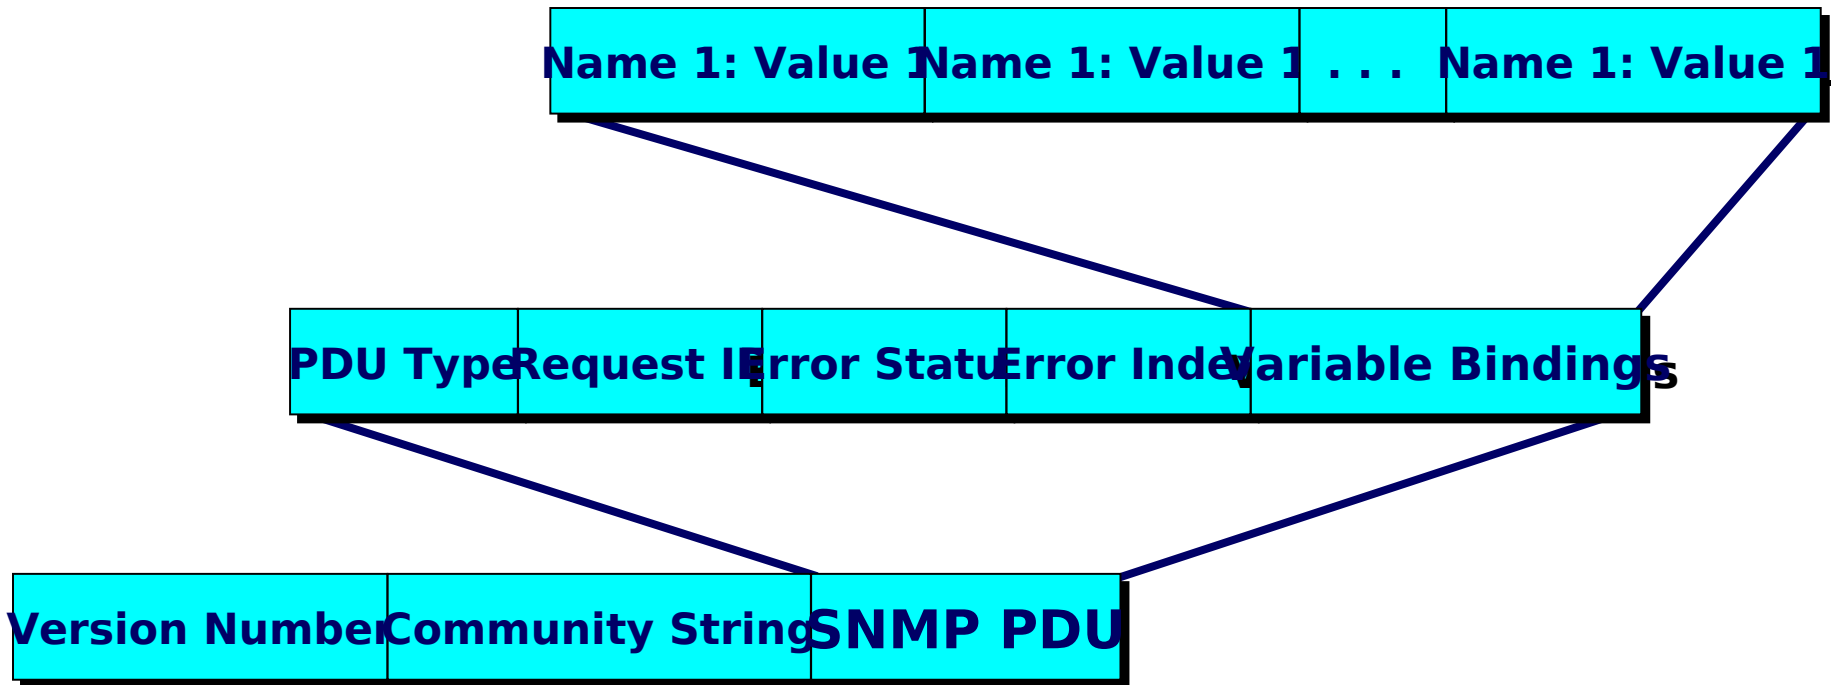 Name 1: Value 1 Name 1: Value 1 . . . Name 1: Value 1
PDU Type Request ID Error Status Error Index Variable Bindings
Version Number Community String SNMP PDU